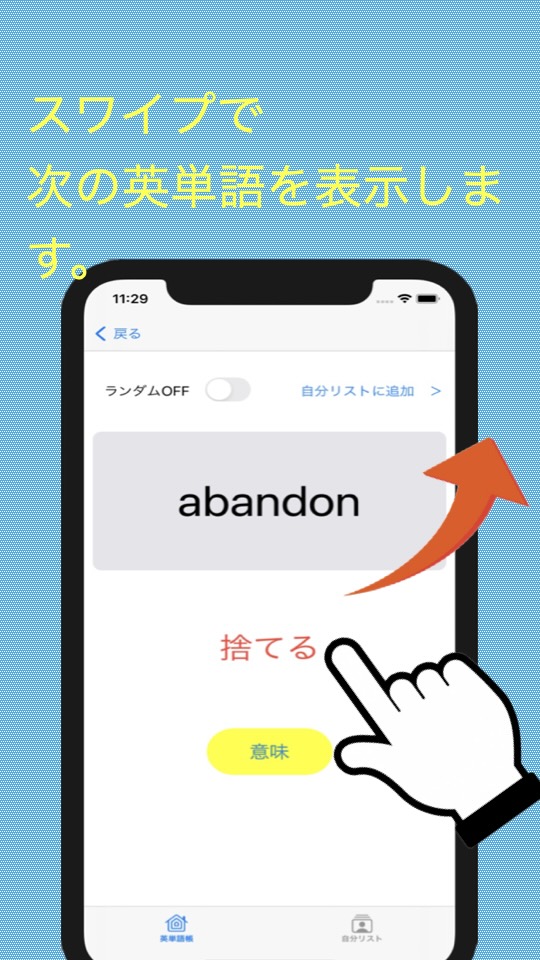 スワイプで
次の英単語を表示しま
す。
11:29
戻る
ランダムOFF
自分リストに追加 >
abandon
捨てる
意味
英単語帳
自分リスト